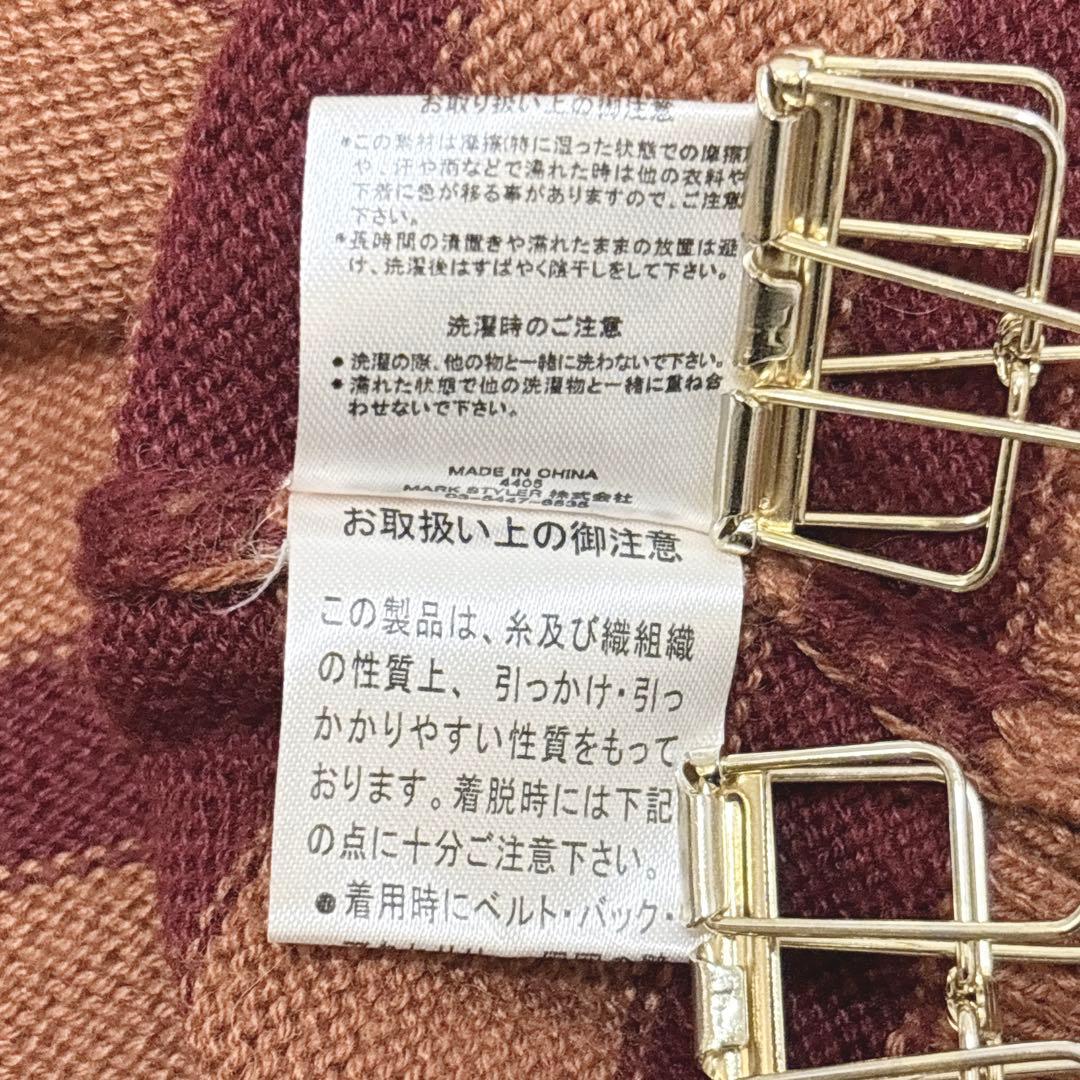 お取り扱い上の御注意
*この素材は摩擦(特に湿った状態での摩擦)
や、汗や雨などで濡れた時は他の衣料や
下着に色が移る事がありますので、ご注意
下さい。
*長時間の漬置きや濡れたままの放置は避
け、洗濯後はすばやく陰干しをして下さい。
洗濯時のご注意
● 洗濯の際、他の物と一緒に洗わないで下さい。
● 濡れた状態で他の洗濯物と一緒に重ね合
わせないで下さい。
MADE IN CHINA
4405
MARK STYLER 株式会社
03-5447-6536
お取扱い上の御注意
この製品は、糸及び織組織
の性質上、 引っかけ・引っ
かかりやすい性質をもって
おります。着脱時には下記
の点に十分ご注意下さい。
● 着用時にベルト・バック・